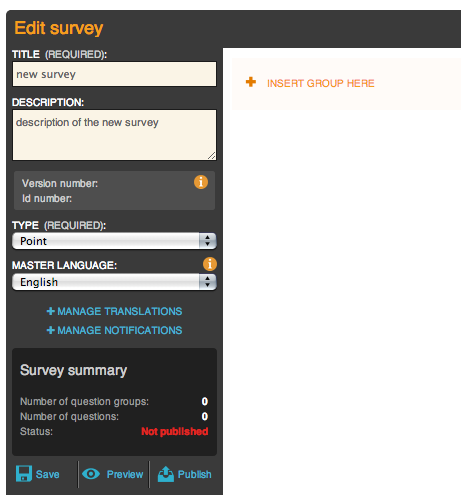 Edit survey
TITLE (REQUIRED):
new survey
DESCRIPTION:
description of the new survey
Version number:
Id number:
TYPE (REQUIRED):
Point
MASTER LANGUAGE:
English
+ MANAGE TRANSLATIONS
+ MANAGE NOTIFICATIONS
Survey summary
Number of question groups: 0
Number of questions: 0
Status: Not published
Save Preview Publish
+ INSERT GROUP HERE